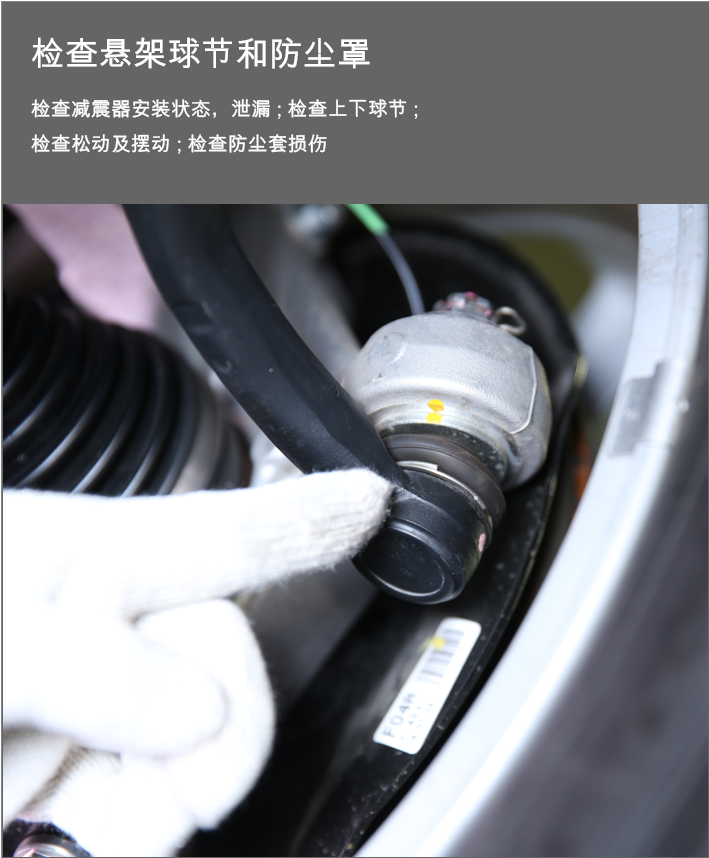 检查悬架球节和防尘罩
检查减震器安装状态，泄漏；检查上下球节；
检查松动及摆动；检查防尘套损伤
F04R